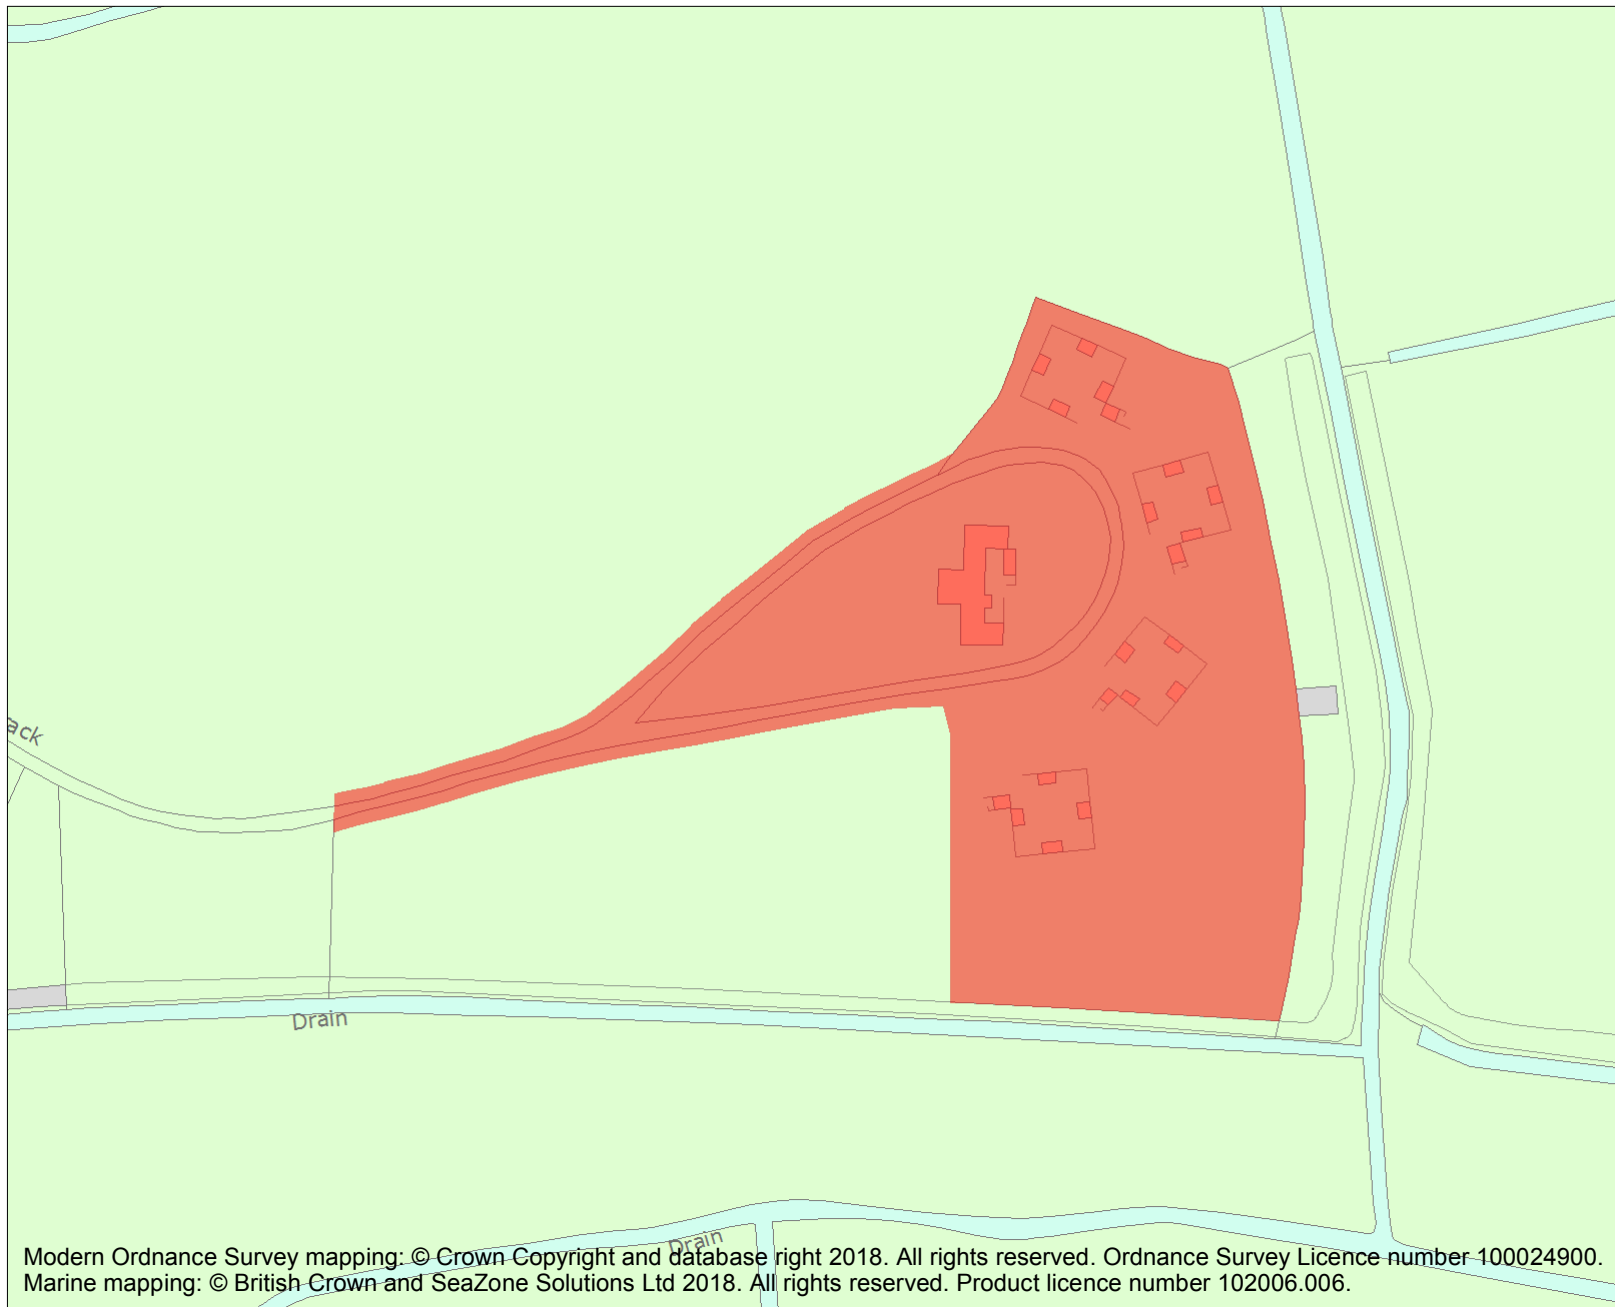 ack
Drain
Drain
Modern Ordnance Survey mapping: © Crown Copyright and database right 2018. All rights reserved. Ordnance Survey Licence number 100024900.
Marine mapping: © British Crown and SeaZone Solutions Ltd 2018. All rights reserved. Product licence number 102006.006.